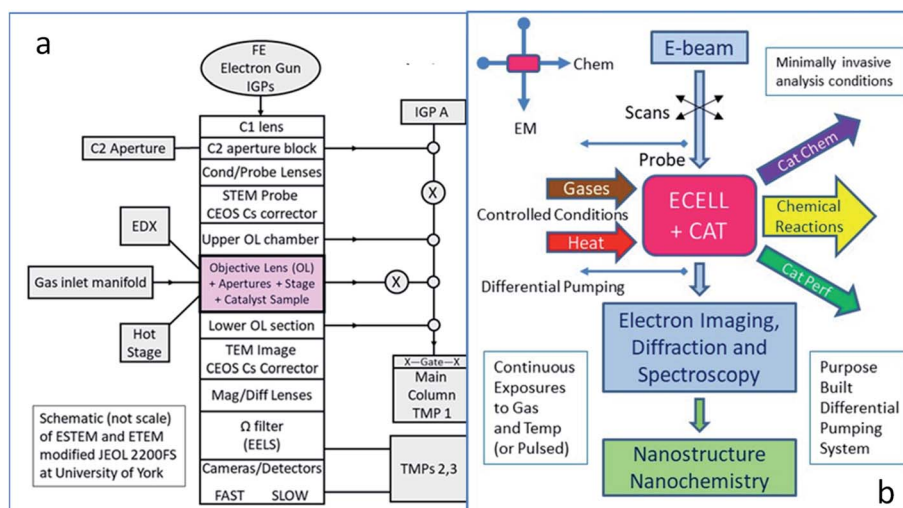 a
FE
Electron Gun
IGPs
IGP A
C1 lens
C2 Aperture
C2 aperture block
Cond/Probe Lenses
X
STEM Probe
CEOS Cs corrector
EDX
Upper OL chamber
Gas inlet manifold
Objective Lens (OL)
+ Apertures + Stage
+ Catalyst Sample
X
Hot
Stage
Lower OL section
TEM Image
CEOS Cs Corrector
X—Gate—X
Main
Column
TMP 1
Mag/Diff Lenses
Schematic (not scale)
of ESTEM and ETEM
modified JEOL 2200FS
at University of York
Ω filter
(EELS)
TMPs 2,3
Cameras/Detectors
FAST SLOW
E-beam
Minimally invasive
analysis conditions
Chem
EM
Scans
Probe
Cat Chem
Gases
Controlled Conditions
Heat
ECELL
+ CAT
Chemical
Reactions
Differential Pumping
Cat Perf
Electron Imaging,
Diffraction and
Spectroscopy
Continuous
Exposures
to Gas
and Temp
(or Pulsed)
Purpose
Built
Differential
Pumping
System
Nanostructure
Nanochemistry
b